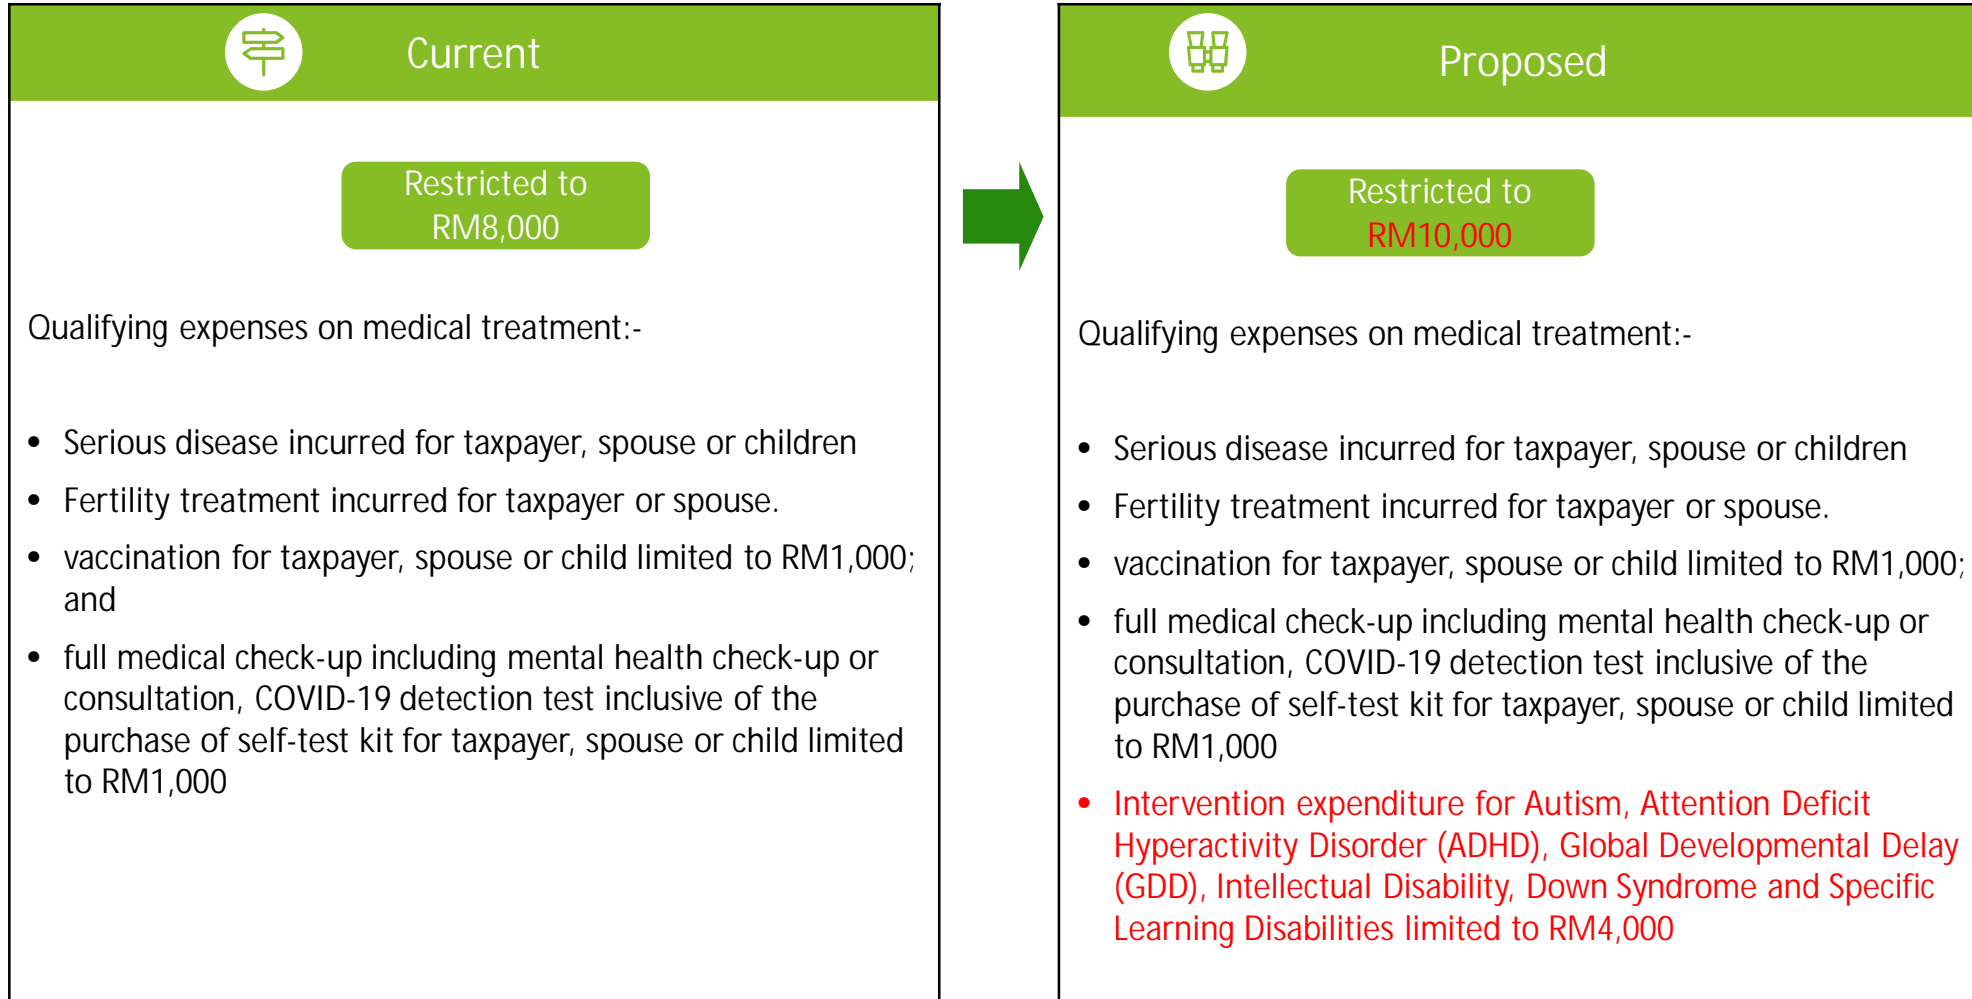 Current
Restricted to
RM8,000
Qualifying expenses on medical treatment:-
• Serious disease incurred for taxpayer, spouse or children
• Fertility treatment incurred for taxpayer or spouse.
• vaccination for taxpayer, spouse or child limited to RM1,000;
and
• full medical check-up including mental health check-up or
consultation, COVID-19 detection test inclusive of the
purchase of self-test kit for taxpayer, spouse or child limited
to RM1,000
Proposed
Restricted to
RM10,000
Qualifying expenses on medical treatment:-
• Serious disease incurred for taxpayer, spouse or children
• Fertility treatment incurred for taxpayer or spouse.
• vaccination for taxpayer, spouse or child limited to RM1,000;
• full medical check-up including mental health check-up or
consultation, COVID-19 detection test inclusive of the
purchase of self-test kit for taxpayer, spouse or child limited
to RM1,000
• Intervention expenditure for Autism, Attention Deficit
Hyperactivity Disorder (ADHD), Global Developmental Delay
(GDD), Intellectual Disability, Down Syndrome and Specific
Learning Disabilities limited to RM4,000